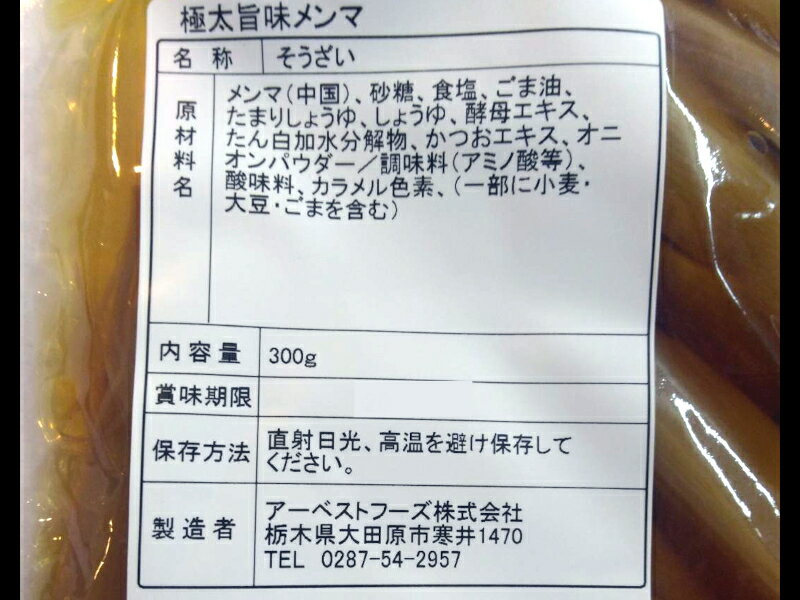 極太旨味メンマ
名称 そうざい
原材料名
メンマ(中国)、砂糖、食塩、ごま油、
たまりしょうゆ、しょうゆ、酵母エキス、
たん白加水分解物、かつおエキス、オニ
オンパウダー/調味料(アミノ酸等)、
酸味料、カラメル色素、(一部に小麦・
大豆・ごまを含む)
内容量 300g
賞味期限
保存方法 直射日光、高温を避け保存して
ください。
製造者 アーベストフーズ株式会社
栃木県大田原市寒井1470
TEL 0287-54-2957